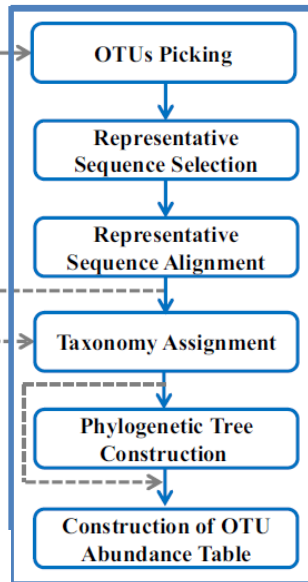 OTUs Picking
Representative
Sequence Selection
Representative
Sequence Alignment
Taxonomy Assignment
Phylogenetic Tree
Construction
Construction of OTU
Abundance Table